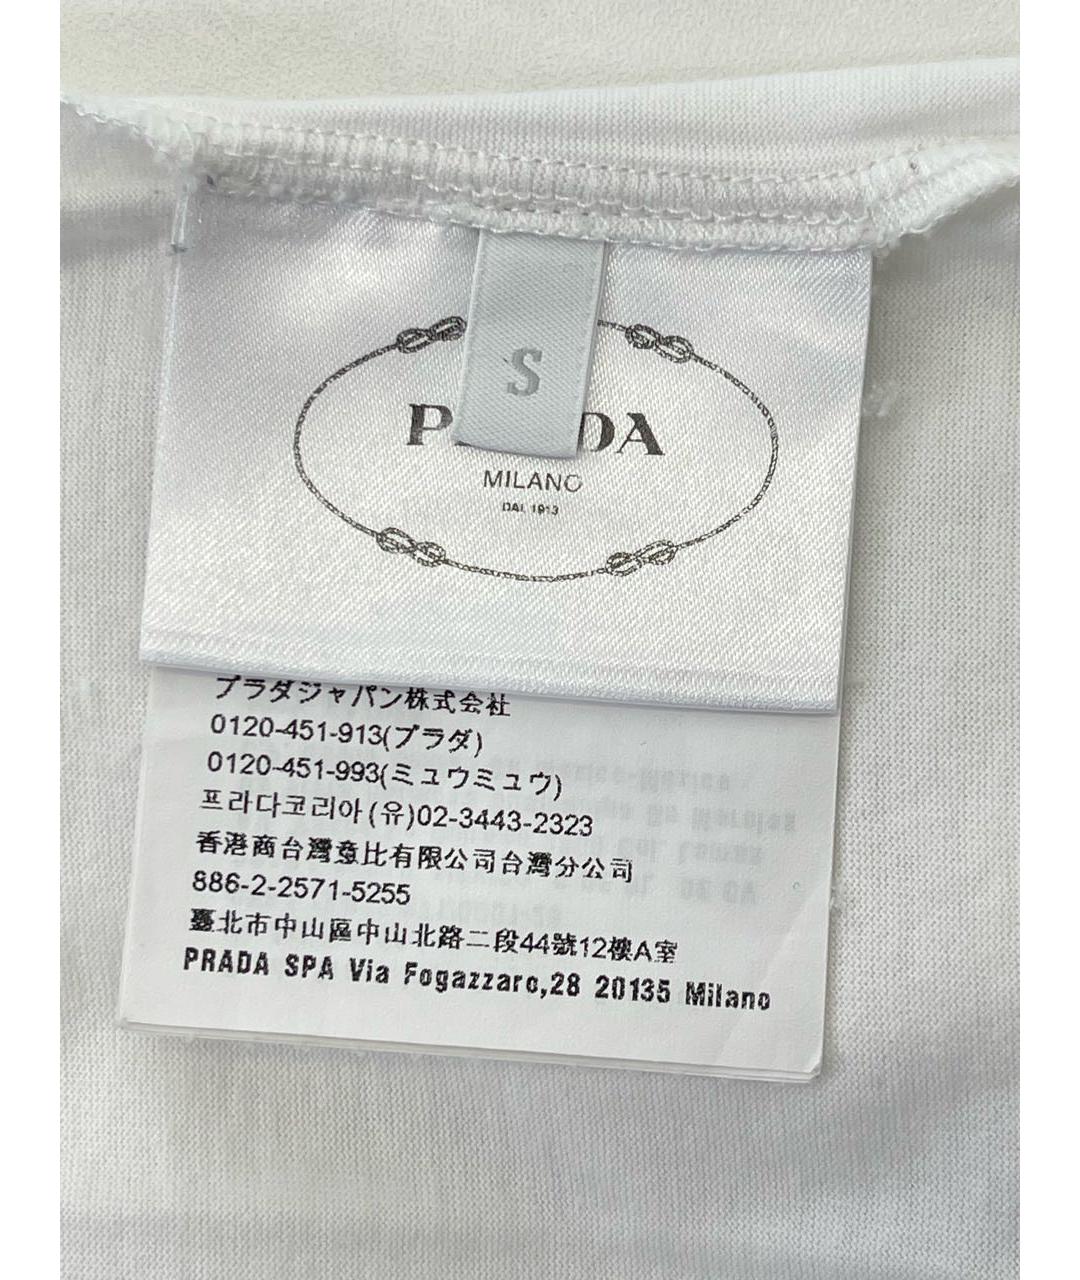 S
P DA
MILANO
DAL 1913
プラダジャパン株式会社
0120-451-913(プラダ)
0120-451-993(ミュウミュウ)
프라다코리아(유)02-3443-2323
香港商台灣意比有限公司台灣分公司
886-2-2571-5255
臺北市中山區中山北路二段44號12樓A室
PRADA SPA Via Fogazzaro,28 20135 Milano